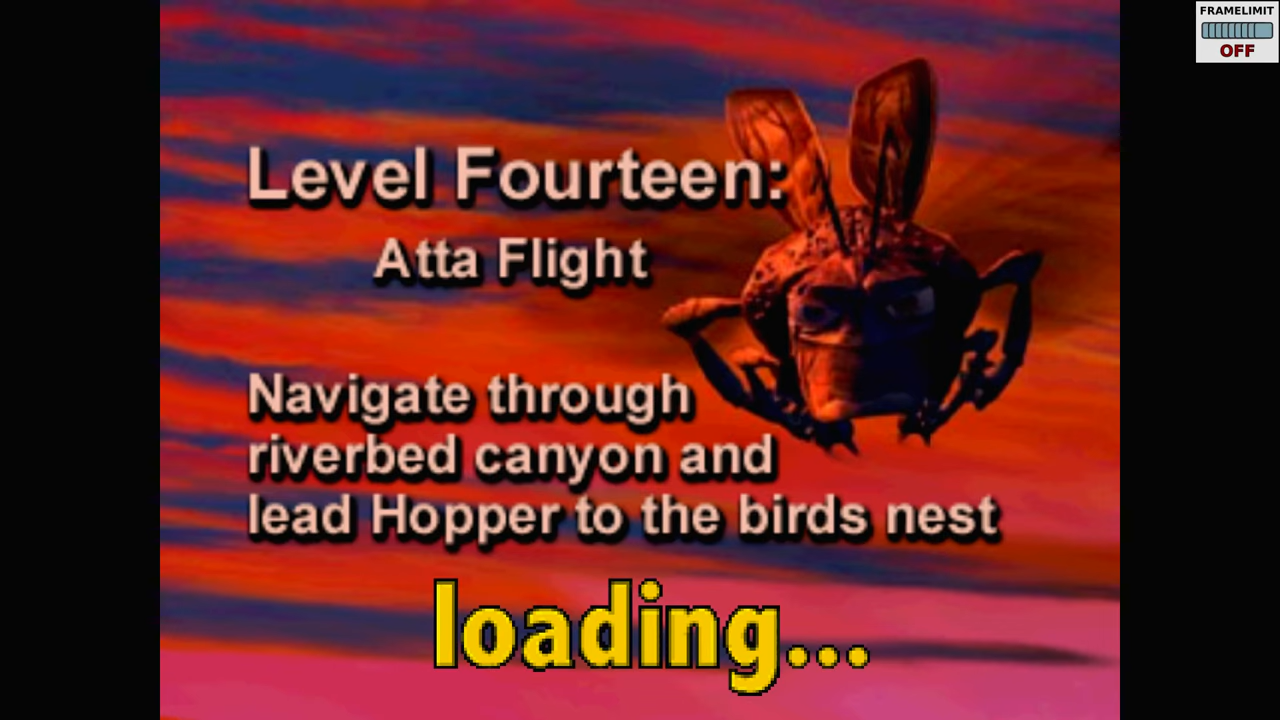 FRAMELIMIT
OFF
Level Fourteen:
Atta Flight
Navigate through
riverbed canyon and
lead Hopper to the birds nest
loading...